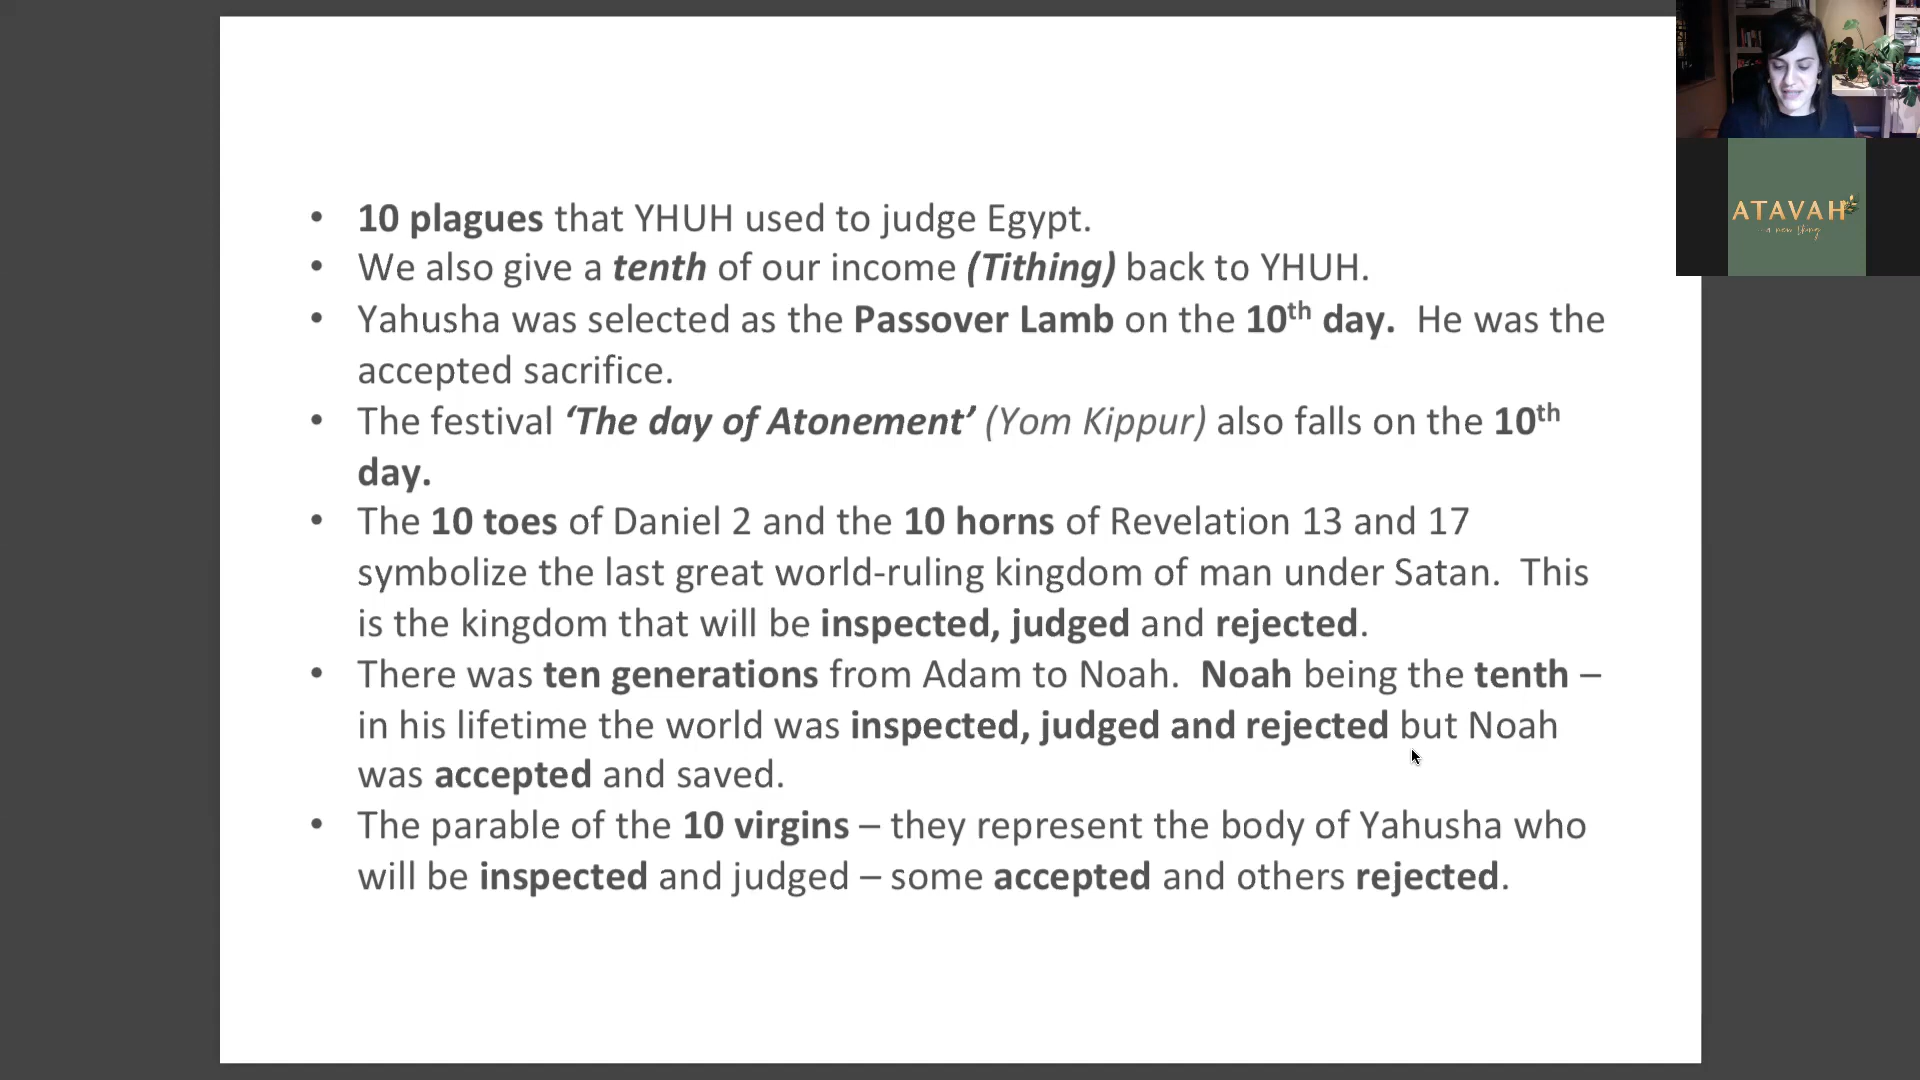 • 10 plagues that YHUH used to judge Egypt.
• We also give a tenth of our income (Tithing) back to YHUH.
• Yahusha was selected as the Passover Lamb on the 10th day. He was the
accepted sacrifice.
• The festival ‘The day of Atonement’ (Yom Kippur) also falls on the 10th
day.
• The 10 toes of Daniel 2 and the 10 horns of Revelation 13 and 17
symbolize the last great world-ruling kingdom of man under Satan. This
is the kingdom that will be inspected, judged and rejected.
• There was ten generations from Adam to Noah. Noah being the tenth –
in his lifetime the world was inspected, judged and rejected but Noah
was accepted and saved.
• The parable of the 10 virgins – they represent the body of Yahusha who
will be inspected and judged – some accepted and others rejected.
ATAVAH
a new thing